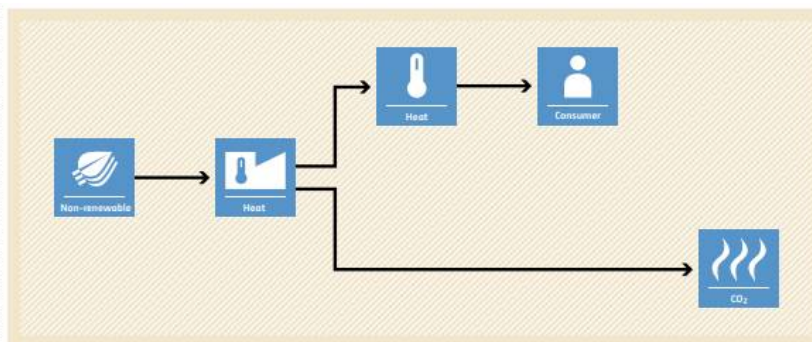 Heat
Consumer
Non-renewable
Heat
CO₂